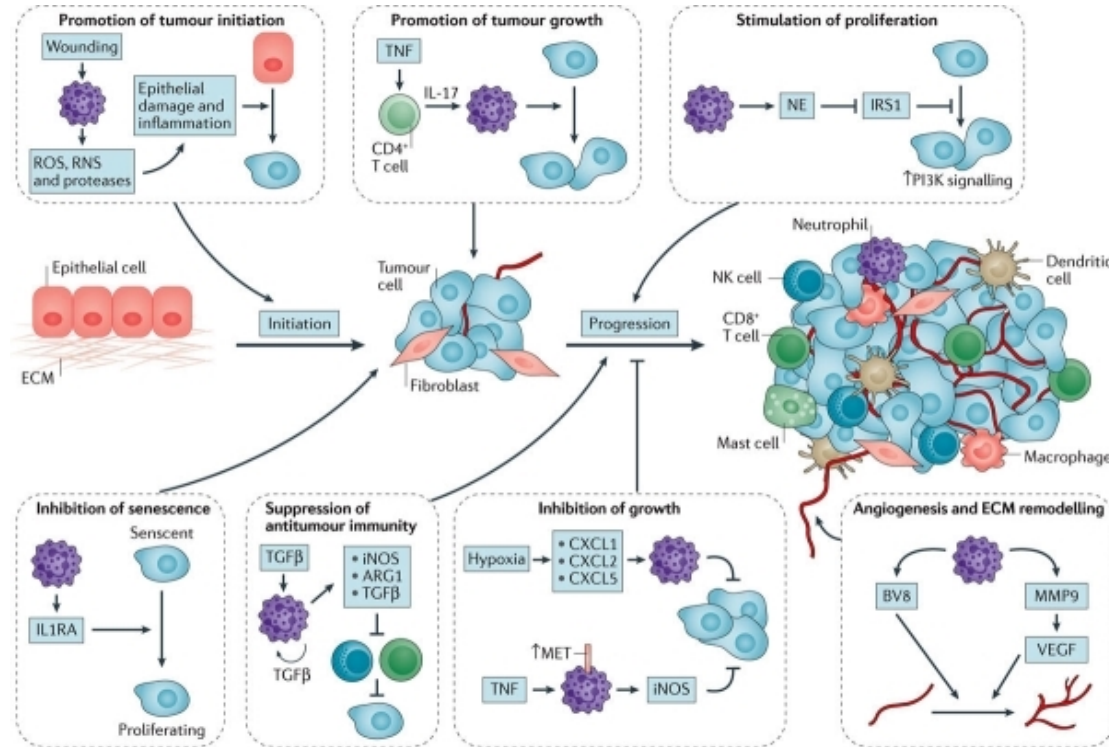 Promotion of tumour initiation
Wounding
Epithelial
damage and
inflammation
ROS, RNS
and proteases
Promotion of tumour growth
TNF
IL-17
CD4⁺
T cell
Stimulation of proliferation
NE
IRS1
↑PI3K signalling
Epithelial cell
ECM
Initiation
Tumour
cell
Fibroblast
Progression
Neutrophil
NK cell
CD8⁺
T cell
Mast cell
Dendritic
cell
Macrophage
Inhibition of senescence
Senscent
IL1RA
Proliferating
Suppression of
antitumour immunity
TGFβ
• iNOS
• ARG1
• TGFβ
TGFβ
Inhibition of growth
Hypoxia
• CXCL1
• CXCL2
• CXCL5
↑MET
TNF
iNOS
Angiogenesis and ECM remodelling
BV8
MMP9
VEGF